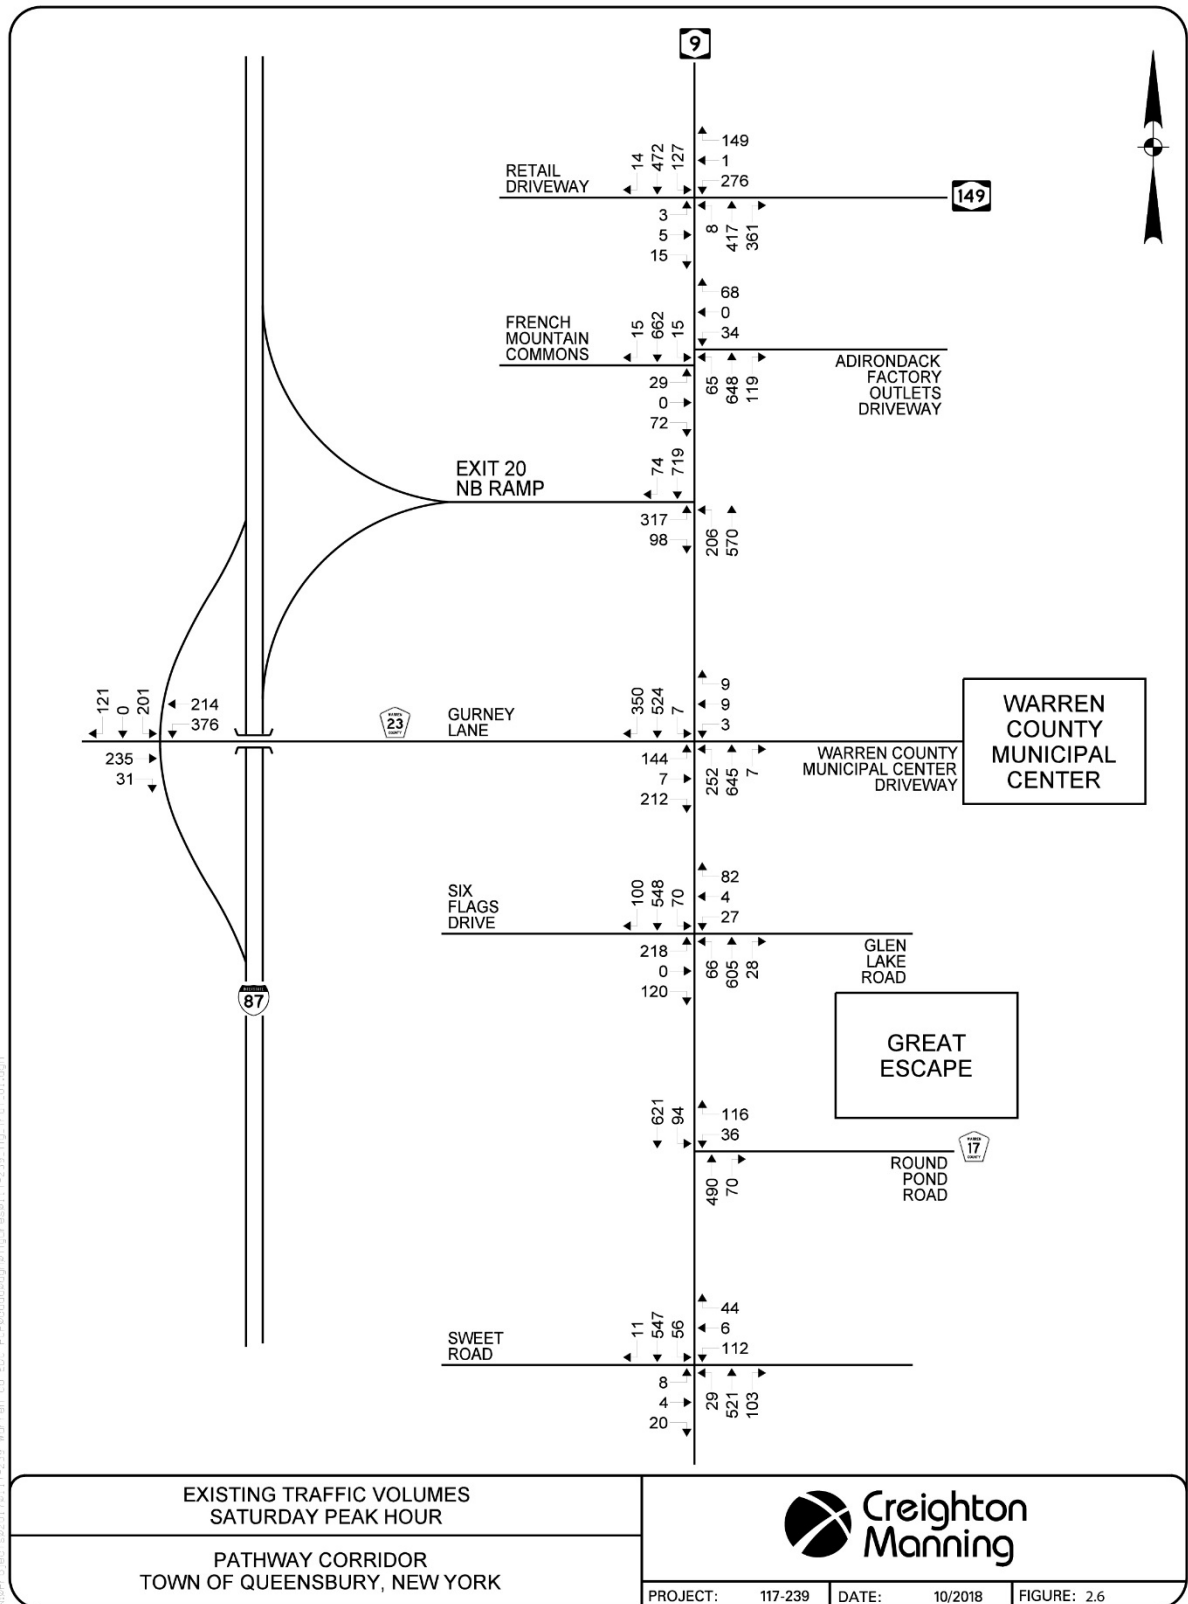 9
14
472
127
149
1
276
RETAIL
DRIVEWAY
149
3
5
15
8
417
361
68
0
34
FRENCH
MOUNTAIN
COMMONS
15
662
15
ADIRONDACK
FACTORY
OUTLETS
DRIVEWAY
29
0
72
65
648
119
74
719
EXIT 20
NB RAMP
317
98
206
570
121
0
201
214
376
WARREN
23
COUNTY
GURNEY
LANE
350
524
7
9
9
3
WARREN
COUNTY
MUNICIPAL
CENTER
235
31
144
7
212
252
645
7
WARREN COUNTY
MUNICIPAL CENTER
DRIVEWAY
SIX
FLAGS
DRIVE
100
548
70
82
4
27
218
0
120
66
605
28
GLEN
LAKE
ROAD
87
GREAT
ESCAPE
621
94
116
36
WARREN
17
COUNTY
490
70
ROUND
POND
ROAD
SWEET
ROAD
11
547
56
44
6
112
8
4
20
29
521
103
EXISTING TRAFFIC VOLUMES
SATURDAY PEAK HOUR
PATHWAY CORRIDOR
TOWN OF QUEENSBURY, NEW YORK
Creighton
Manning
PROJECT: 117-239 DATE: 10/2018 FIGURE: 2.6